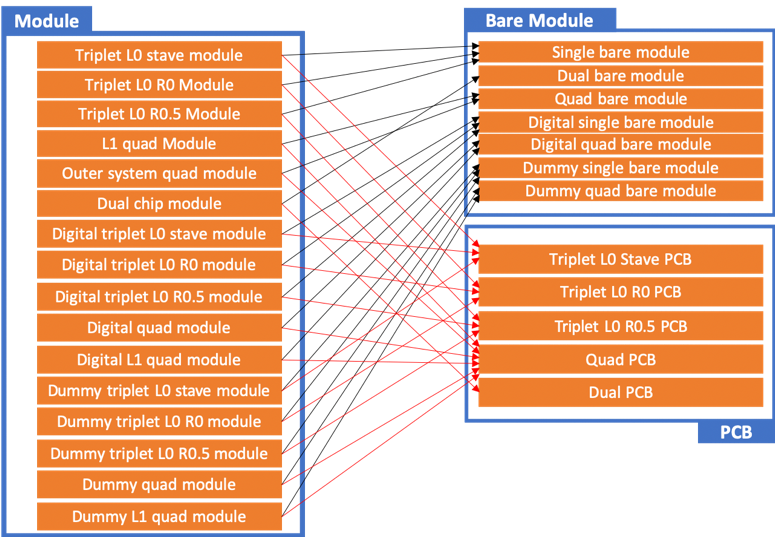 Module
Triplet L0 stave module
Triplet L0 R0 Module
Triplet L0 R0.5 Module
L1 quad Module
Outer system quad module
Dual chip module
Digital triplet L0 stave module
Digital triplet L0 R0 module
Digital triplet L0 R0.5 module
Digital quad module
Digital L1 quad module
Dummy triplet L0 stave module
Dummy triplet L0 R0 module
Dummy triplet L0 R0.5 module
Dummy quad module
Dummy L1 quad module
Bare Module
Single bare module
Dual bare module
Quad bare module
Digital single bare module
Digital quad bare module
Dummy single bare module
Dummy quad bare module
Triplet L0 Stave PCB
Triplet L0 R0 PCB
Triplet L0 R0.5 PCB
Quad PCB
Dual PCB
PCB